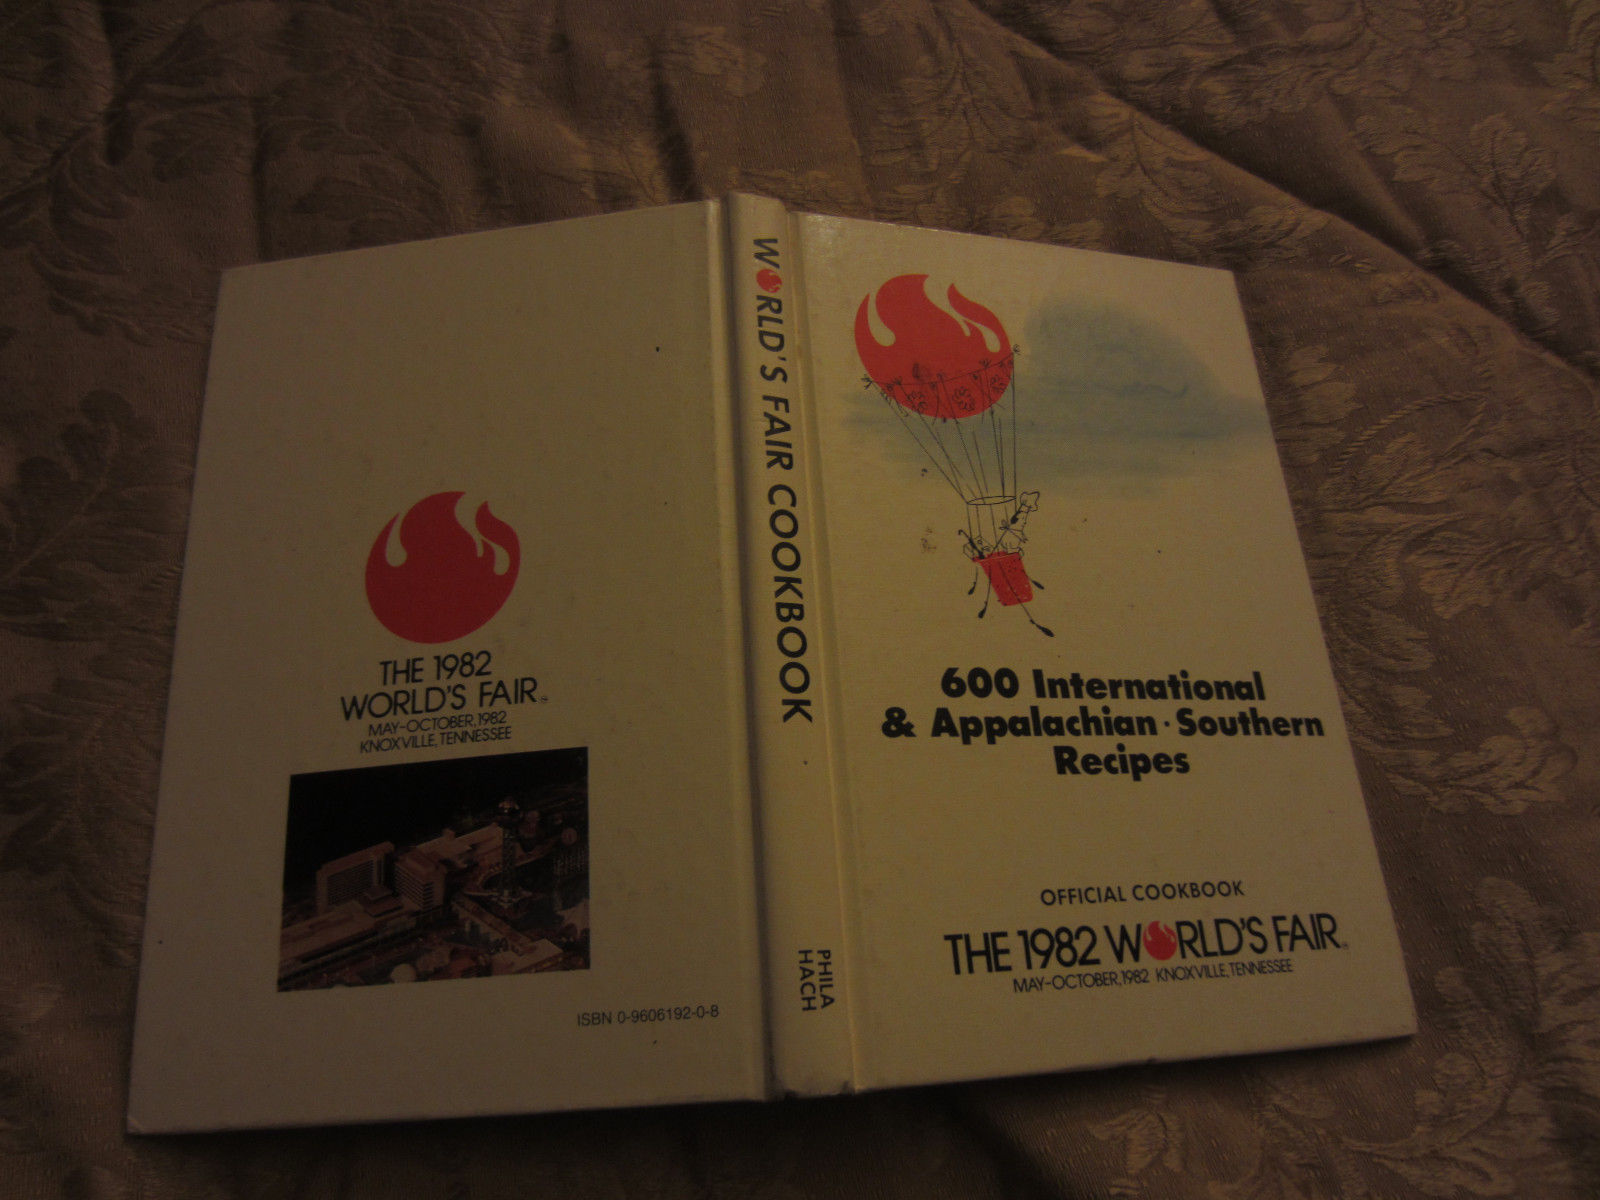 THE 1982
WORLD'S FAIR
MAY-OCTOBER, 1982
KNOXVILLE, TENNESSEE
ISBN 0-9606192-0-8
WORLD'S FAIR COOKBOOK
PHILA
HACH
600 International
& Appalachian · Southern
Recipes
OFFICIAL COOKBOOK
THE 1982 WORLD'S FAIR
MAY-OCTOBER, 1982 KNOXVILLE, TENNESSEE